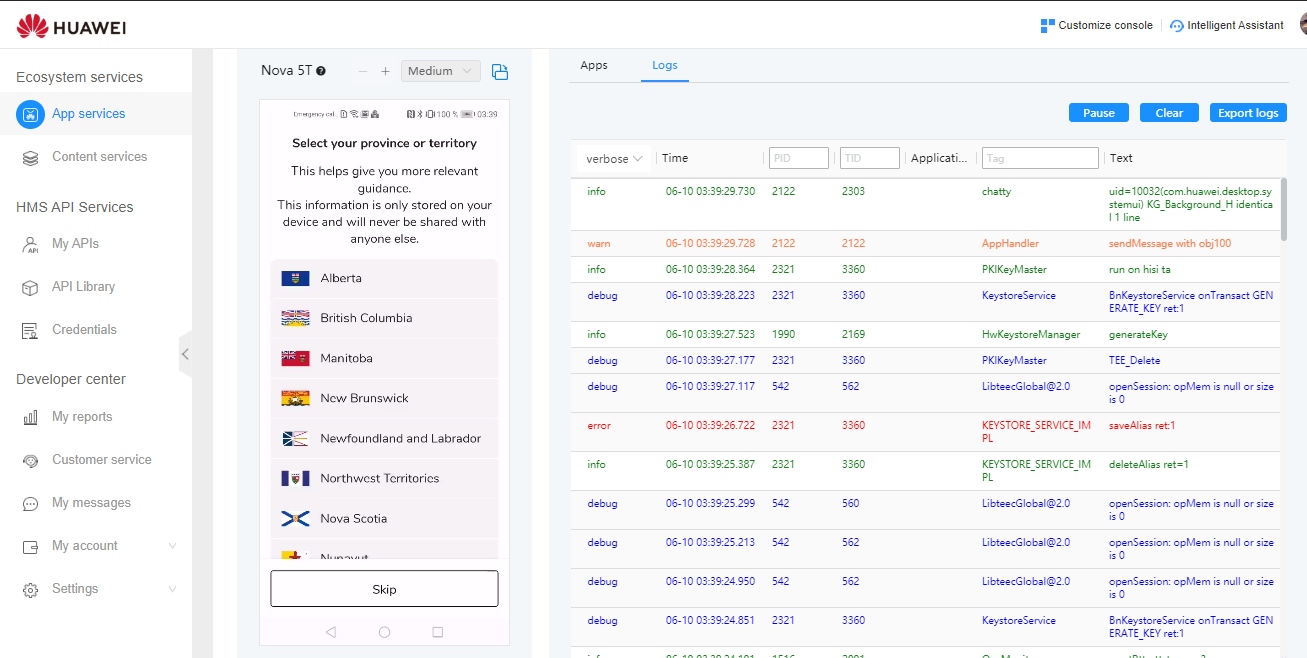 HUAWEI
Customize console
Intelligent Assistant
Ecosystem services
App services
Content services
HMS API Services
My APIs
API Library
Credentials
Developer center
My reports
Customer service
My messages
My account
Settings
Nova 5T
Medium
Emergency cal...
100 %
03:39
Select your province or territory
This helps give you more relevant
guidance.
This information is only stored on your
device and will never be shared with
anyone else.
Alberta
British Columbia
Manitoba
New Brunswick
Newfoundland and Labrador
Northwest Territories
Nova Scotia
Nunavut
Skip
Apps Logs
Pause Clear Export logs
verbose Time PID TID Applicati... Tag Text
info 06-10 03:39:29.730 2122 2303 chatty uid=10032(com.huawei.desktop.sy
stemui) KG_Background_H identica
l 1 line
warn 06-10 03:39:29.728 2122 2122 AppHandler sendMessage with obj100
info 06-10 03:39:28.364 2321 3360 PKIKeyMaster run on hisi ta
debug 06-10 03:39:28.223 2321 3360 KeystoreService BnKeystoreService onTransact GEN
ERATE_KEY ret:1
info 06-10 03:39:27.523 1990 2169 HwKeystoreManager generateKey
debug 06-10 03:39:27.177 2321 3360 PKIKeyMaster TEE_Delete
debug 06-10 03:39:27.117 542 562 LibteecGlobal@2.0 openSession: opMem is null or size
is 0
error 06-10 03:39:26.722 2321 3360 KEYSTORE_SERVICE_IM saveAlias ret:1
PL
info 06-10 03:39:25.387 2321 3360 KEYSTORE_SERVICE_IM deleteAlias ret=1
PL
debug 06-10 03:39:25.299 542 560 LibteecGlobal@2.0 openSession: opMem is null or size
is 0
debug 06-10 03:39:25.213 542 562 LibteecGlobal@2.0 openSession: opMem is null or size
is 0
debug 06-10 03:39:24.950 542 562 LibteecGlobal@2.0 openSession: opMem is null or size
is 0
debug 06-10 03:39:24.851 2321 3360 KeystoreService BnKeystoreService onTransact GEN
ERATE_KEY ret:1